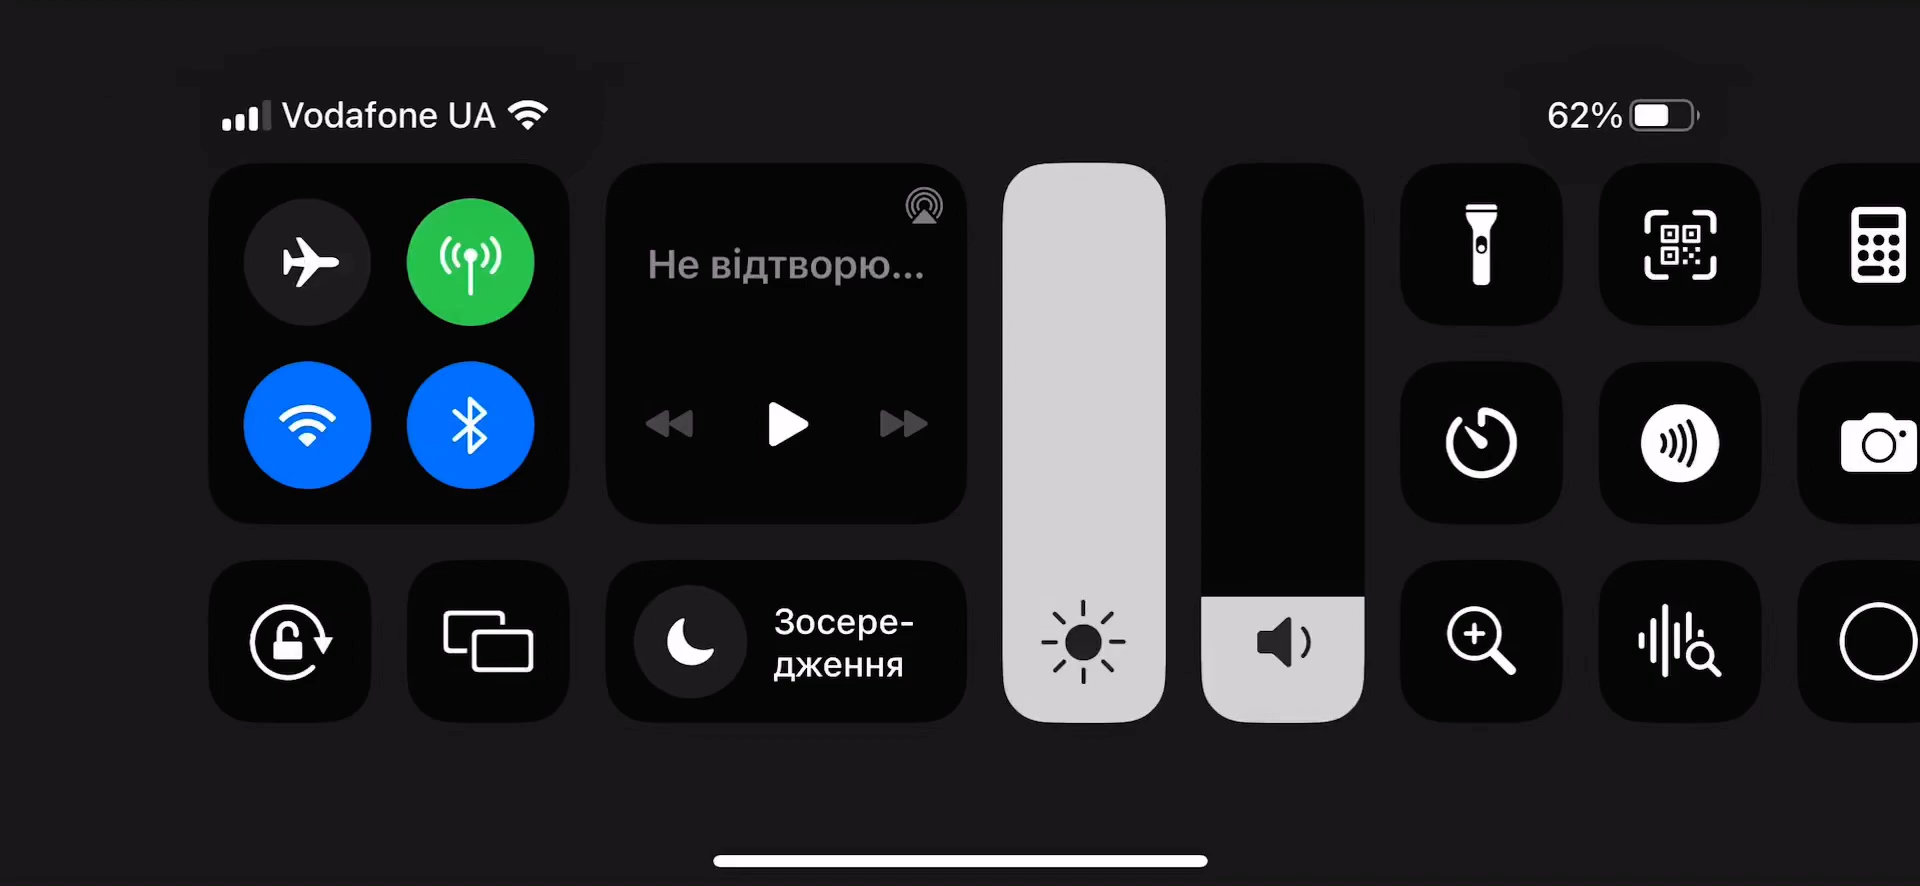 Vodafone UA
62%
Не відтворю...
Зосере-
дження